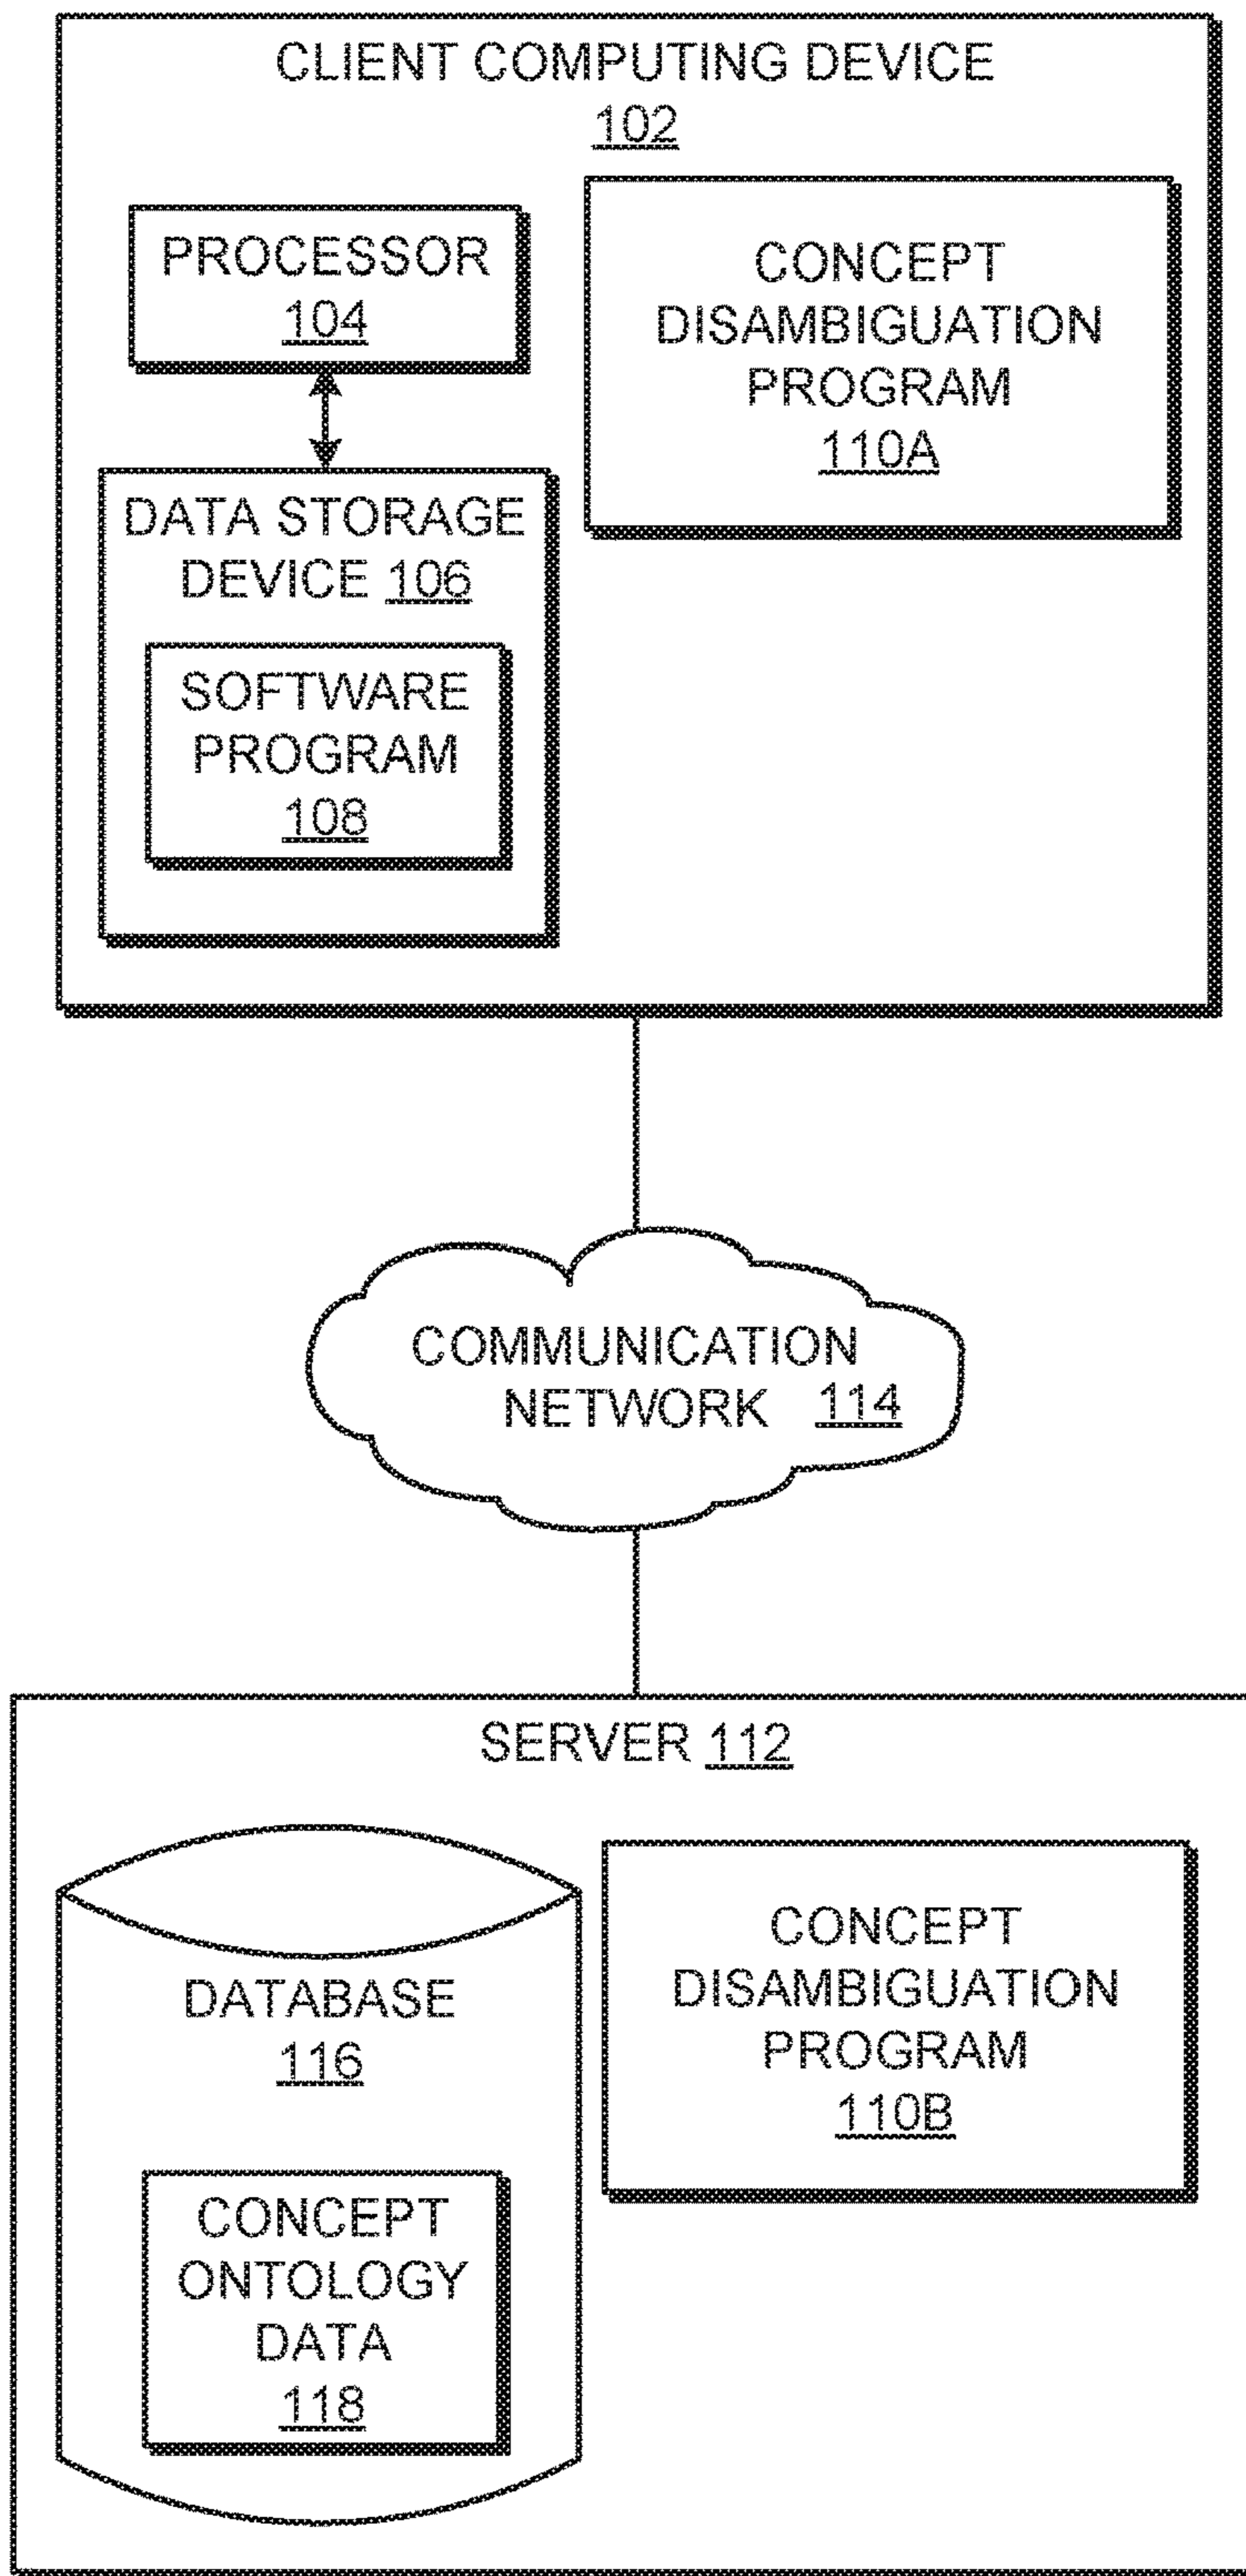 CLIENT COMPUTING DEVICE
102
PROCESSOR
104
CONCEPT
DISAMBIGUATION
PROGRAM
110A
DATA STORAGE
DEVICE 106
SOFTWARE
PROGRAM
108
COMMUNICATION
NETWORK 114
SERVER 112
DATABASE
116
CONCEPT
ONTOLOGY
DATA
118
CONCEPT
DISAMBIGUATION
PROGRAM
110B